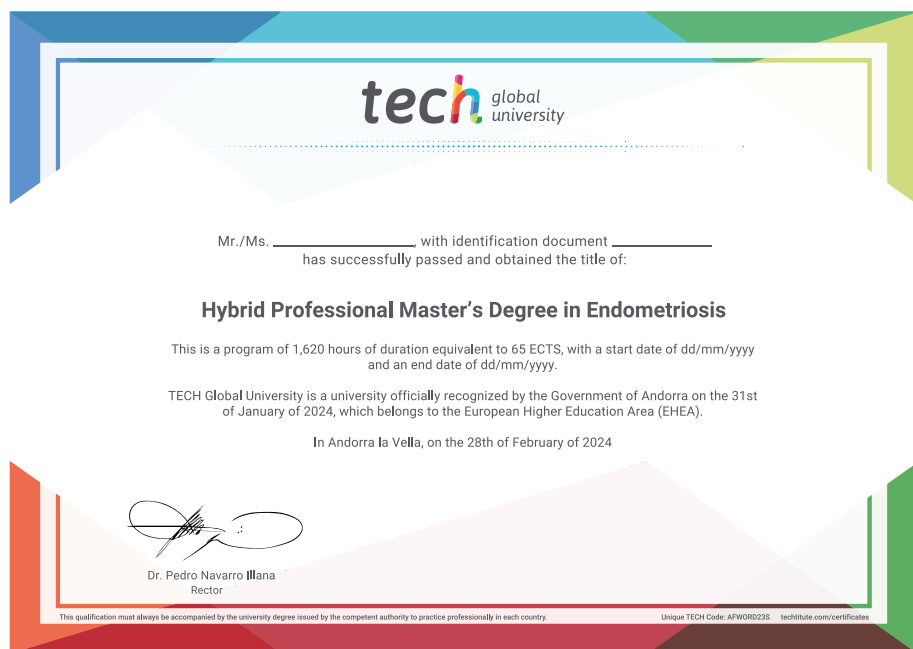 tech global university
Mr./Ms. ____________________, with identification document ______________
has successfully passed and obtained the title of:
Hybrid Professional Master's Degree in Endometriosis
This is a program of 1,620 hours of duration equivalent to 65 ECTS, with a start date of dd/mm/yyyy
and an end date of dd/mm/yyyy.
TECH Global University is a university officially recognized by the Government of Andorra on the 31st
of January of 2024, which belongs to the European Higher Education Area (EHEA).
In Andorra la Vella, on the 28th of February of 2024
Dr. Pedro Navarro Illana
Rector
This qualification must always be accompanied by the university degree issued by the competent authority to practice professionally in each country.
Unique TECH Code: AFWORD23S techtitute.com/certificates